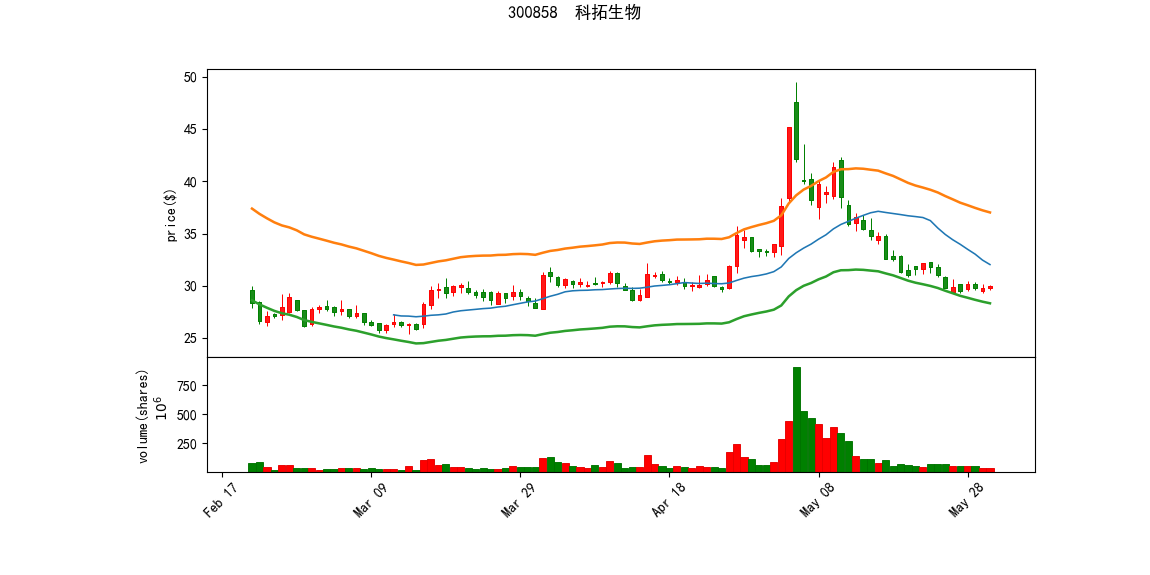 300858 科拓生物
price($)
50
45
40
35
30
25
volume(shares)
10^6
750
500
250
Feb 17
Mar 09
Mar 29
Apr 18
May 08
May 28